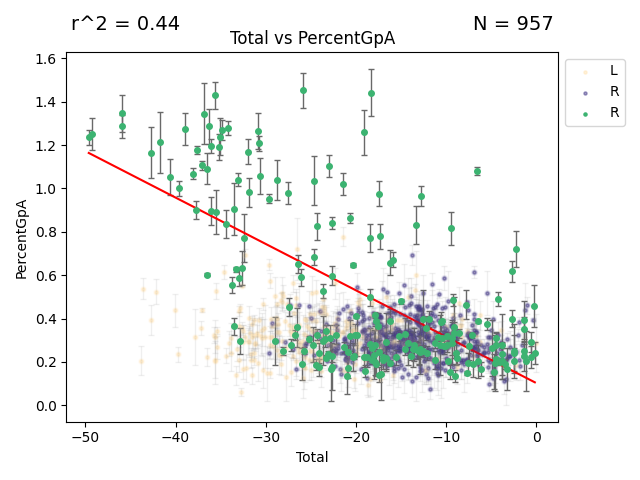 r^2 = 0.44
N = 957
Total vs PercentGpA
L
R
R
PercentGpA
1.6
1.4
1.2
1.0
0.8
0.6
0.4
0.2
0.0
−50
−40
−30
−20
−10
0
Total